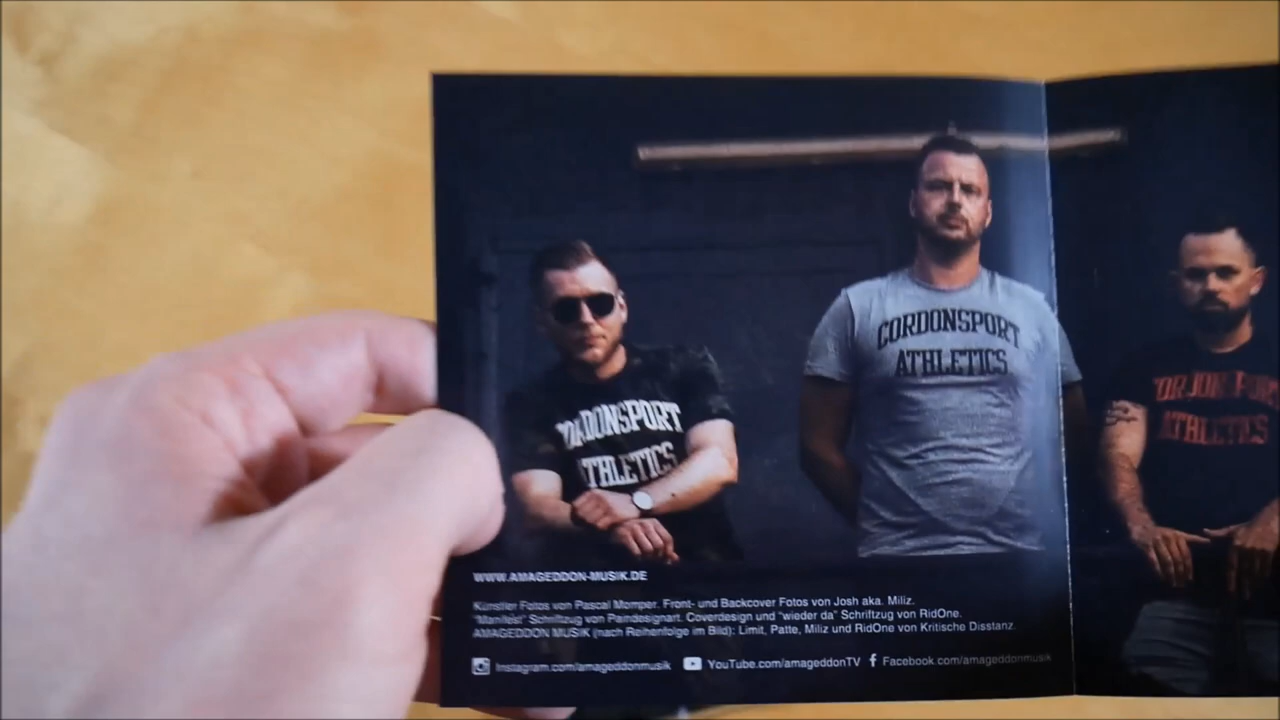 CORDONSPORT
ATHLETICS
CORDONSPORT
ATHLETICS
ATHLETICS
WWW.AMAGEDDON-MUSIK.DE
Künstler Fotos von Pascal Momper. Front- und Backcover Fotos von Josh aka. Miliz.
"Manifest" Schriftzug von Paindesignart. Coverdesign und "wieder da" Schriftzug von RidOne.
AMAGEDDON MUSIK (nach Reihenfolge im Bild): Limit, Patte, Miliz und RidOne von Kritische Disstanz.
Instagram.com/amageddonmusik YouTube.com/amageddonTV Facebook.com/amageddonmusik